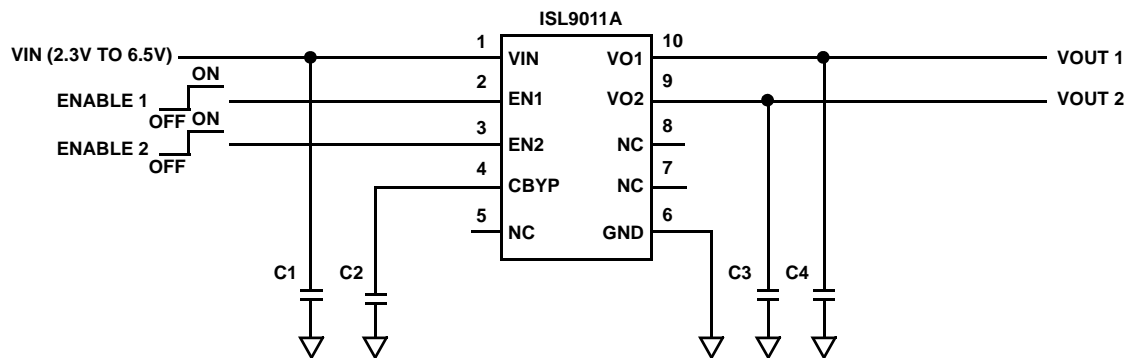 ISL9011A
VIN (2.3V TO 6.5V)
1
VIN
VO1
10
VOUT 1
ON
ENABLE 1
OFF
2
EN1
VO2
9
VOUT 2
ON
ENABLE 2
OFF
3
EN2
NC
8
4
CBYP
NC
7
5
NC
GND
6
C1
C2
C3
C4